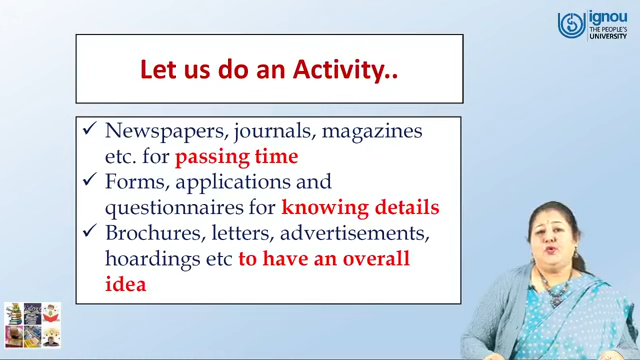 ignou
THE PEOPLE'S
UNIVERSITY
Let us do an Activity..
✓ Newspapers, journals, magazines
etc. for passing time
✓ Forms, applications and
questionnaires for knowing details
✓ Brochures, letters, advertisements,
hoardings etc to have an overall
idea